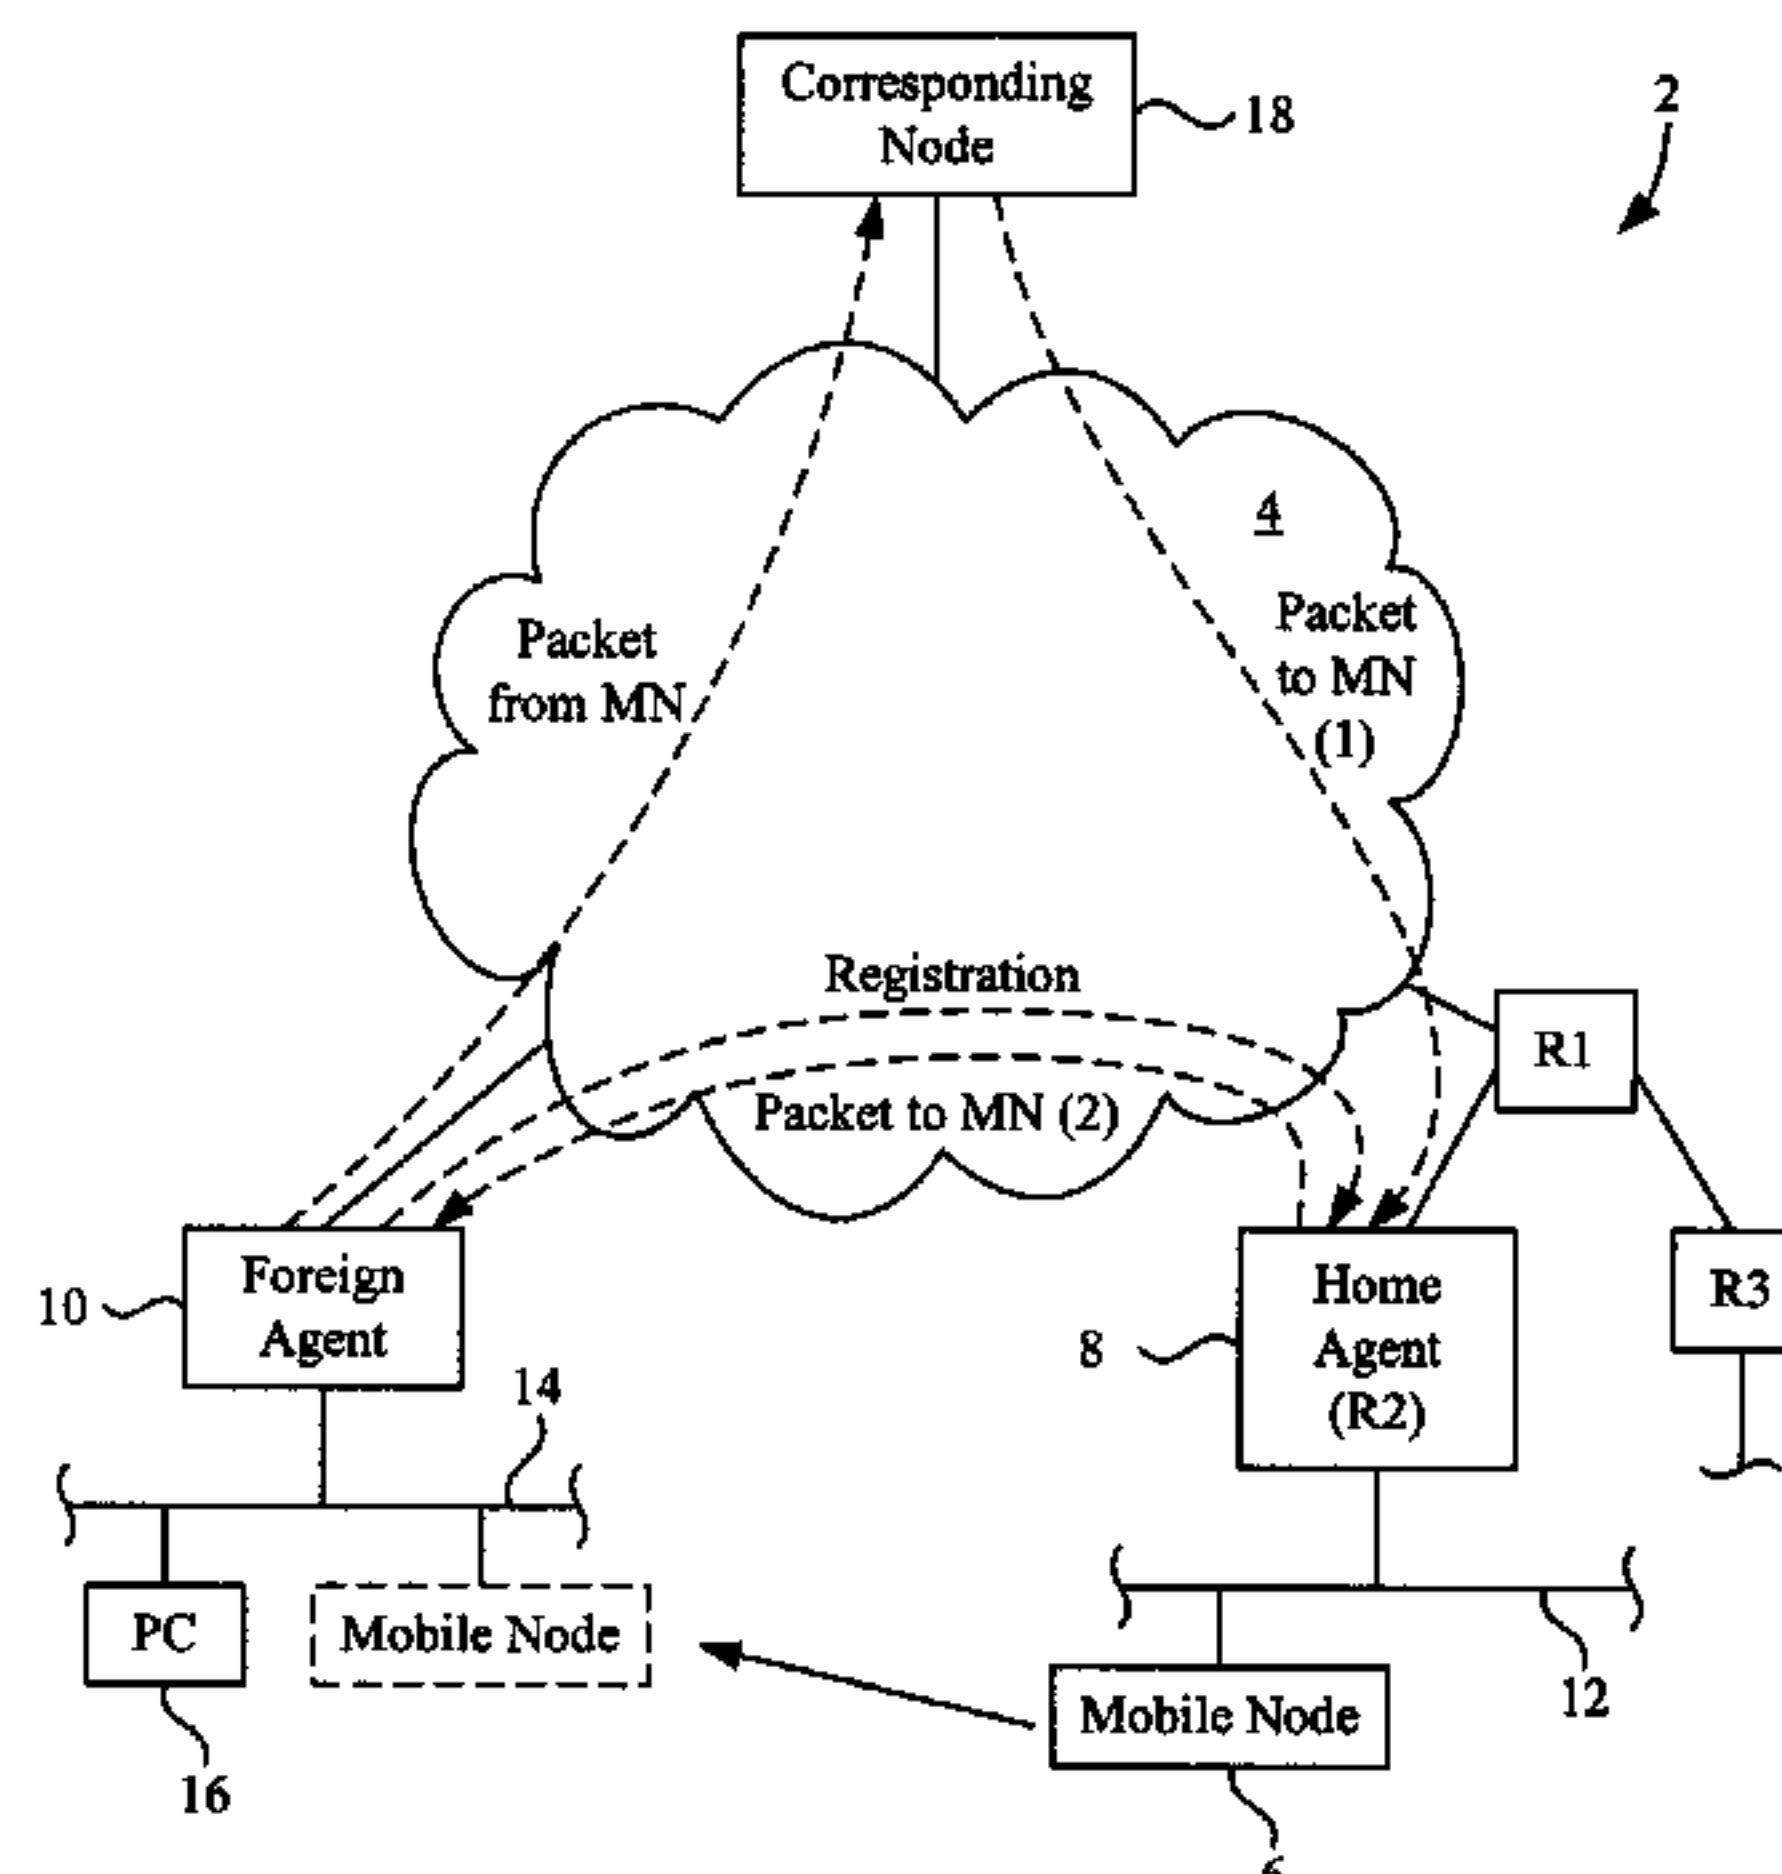 Corresponding
Node
18
2
4
Packet
from MN
Packet
to MN
(1)
Registration
Packet to MN (2)
R1
Foreign
Agent
10
Home
Agent
(R2)
8
R3
14
PC
Mobile Node
12
Mobile Node
16
6